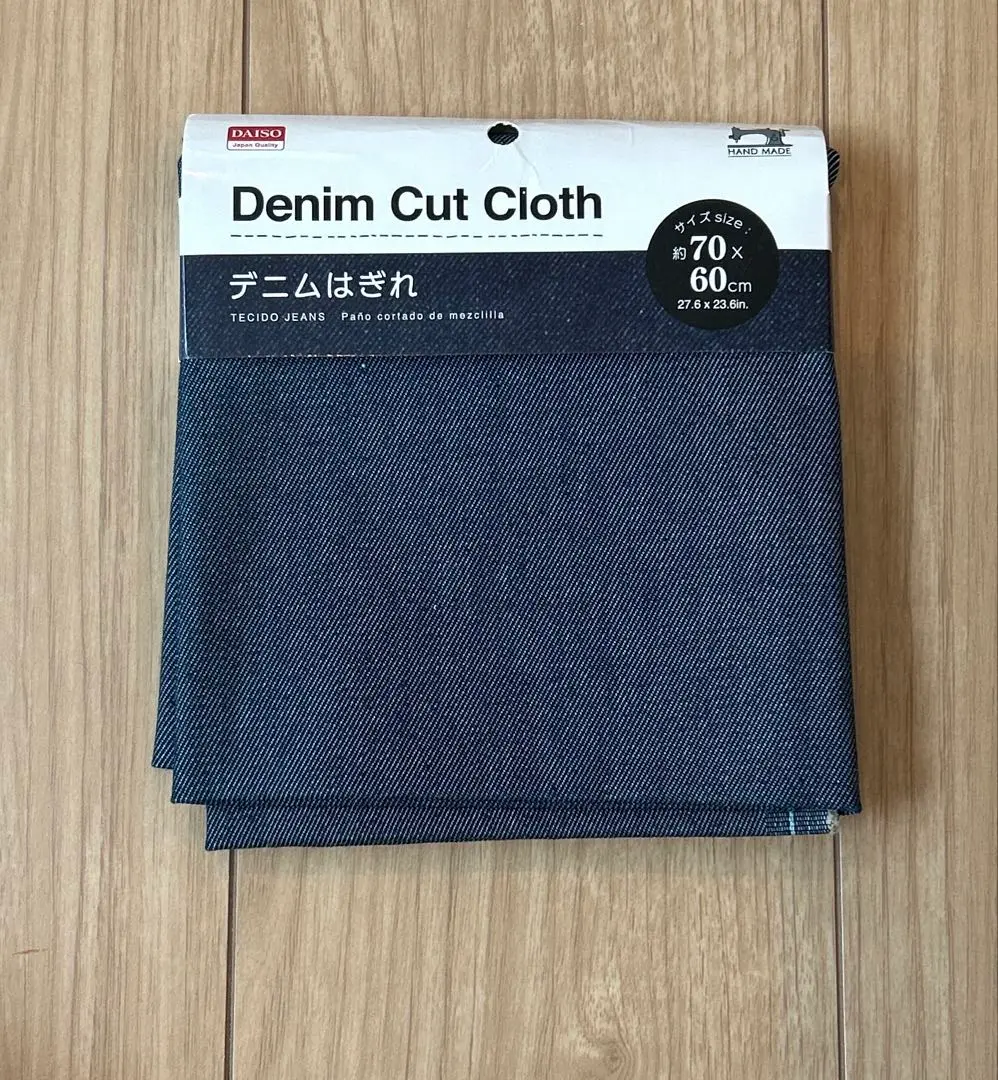 DAISO
Japan Quality
HAND MADE
Denim Cut Cloth
サイズ size :
約70 x
60cm
27.6 x 23.6in.
デニムはぎれ
TECIDO JEANS Paño cortado de mezclilla